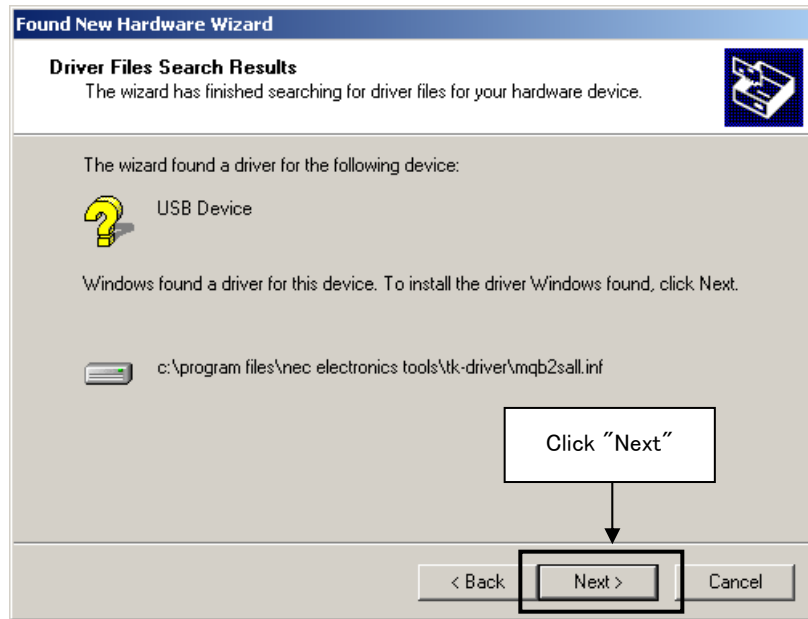 Found New Hardware Wizard
Driver Files Search Results
The wizard has finished searching for driver files for your hardware device.
The wizard found a driver for the following device:
USB Device
Windows found a driver for this device. To install the driver Windows found, click Next.
c:\program files\nec electronics tools\tk-driver\mqb2sall.inf
Click "Next"
< Back Next > Cancel